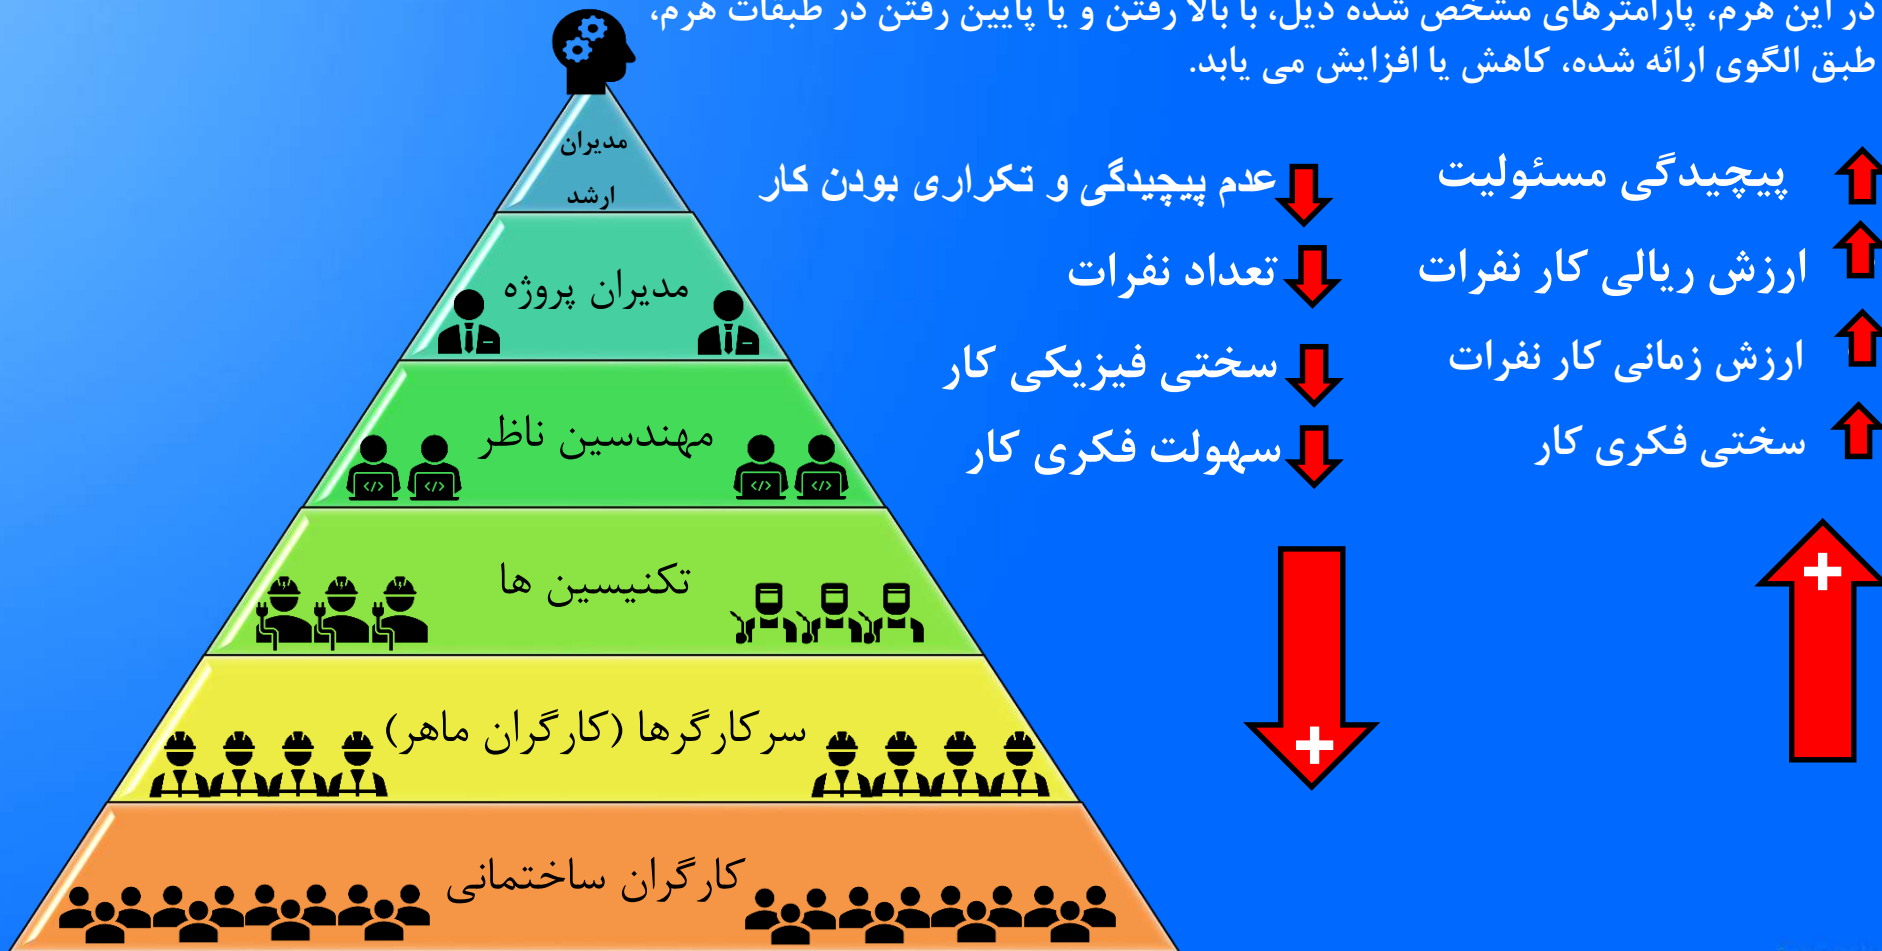 در این هرم، پارامترهای مشخص شده ذیل، با بالا رفتن و یا پایین رفتن در طبقات هرم،
طبق الگوی ارائه شده، کاهش یا افزایش می یابد.
پیچیدگی مسئولیت
ارزش ریالی کار نفرات
ارزش زمانی کار نفرات
سختی فکری کار
+
عدم پیچیدگی و تکراری بودن کار
تعداد نفرات
سختی فیزیکی کار
سهولت فکری کار
+
مدیران
ارشد
مدیران پروژه
مهندسین ناظر
</> </> </> </>
تکنیسین ها
سرکارگرها (کارگران ماهر)
کارگران ساختمانی